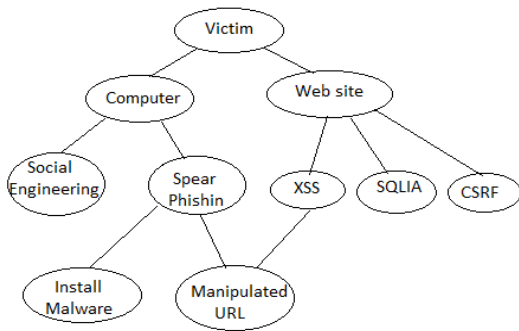 Victim
Computer
Web site
Social
Engineering
Spear
Phishin
XSS
SQLIA
CSRF
Install
Malware
Manipulated
URL